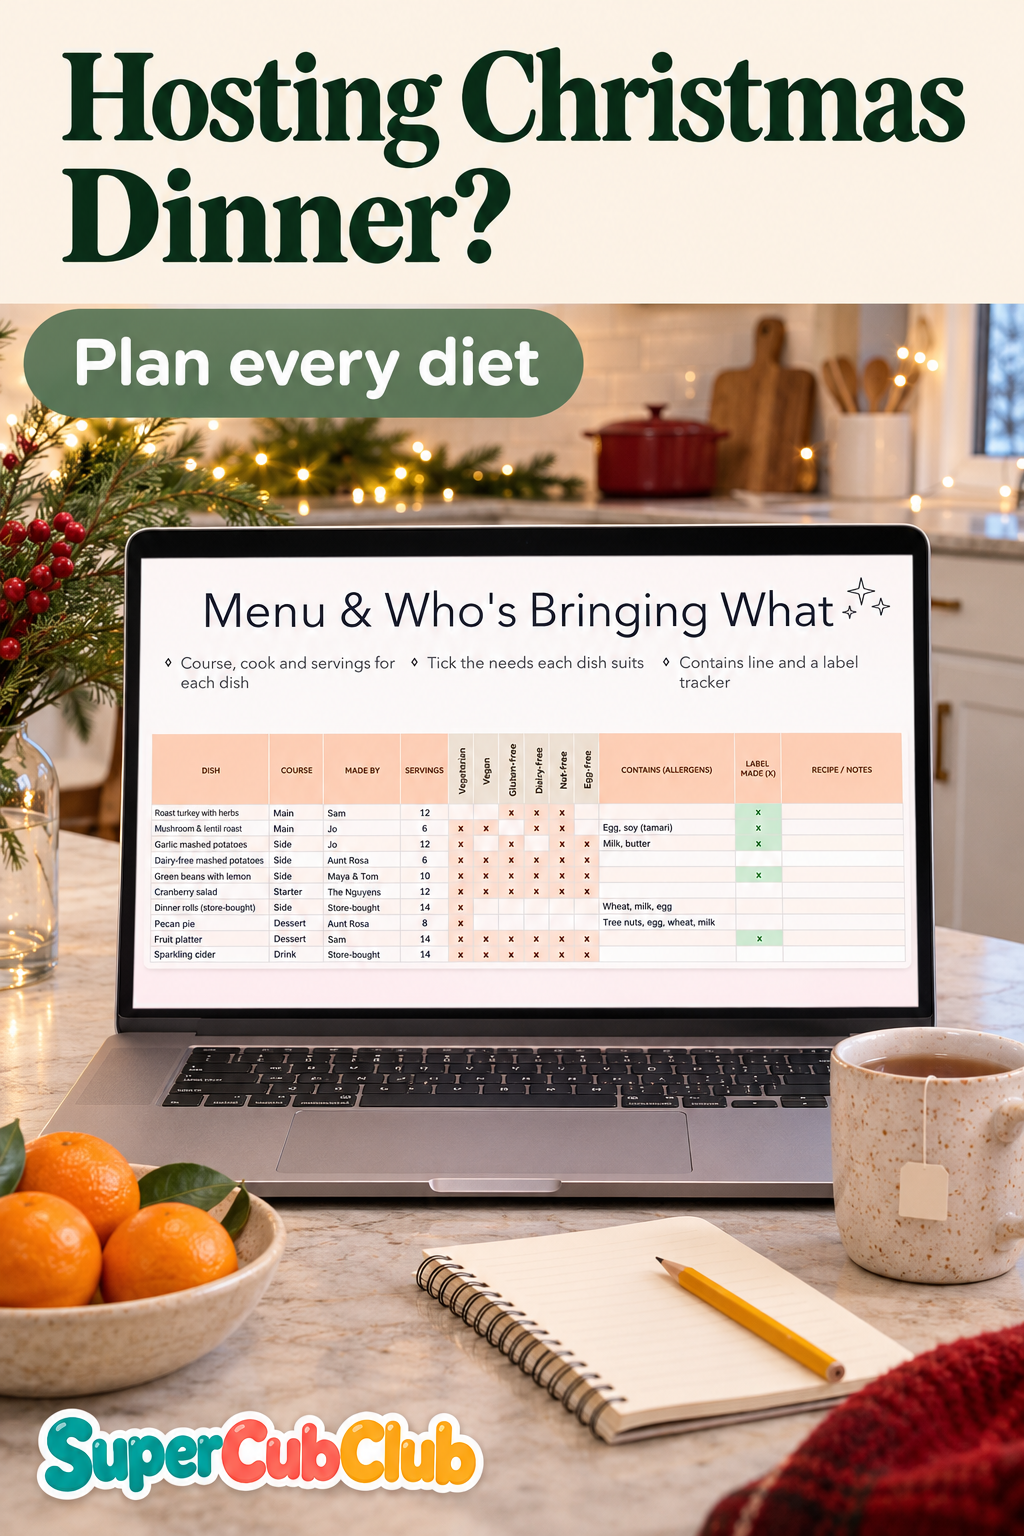 Hosting Christmas
Dinner?
Plan every diet
Menu & Who's Bringing What
◊ Course, cook and servings for each dish
◊ Tick the needs each dish suits
◊ Contains line and a label tracker
DISH COURSE MADE BY SERVINGS Vegetarian Vegan Gluten-free Dairy-free Nut-free Egg-free CONTAINS (ALLERGENS) LABEL MADE (X) RECIPE / NOTES
Roast turkey with herbs Main Sam 12 x x x x
Mushroom & lentil roast Main Jo 6 x x x x Egg, soy (tamari) x
Garlic mashed potatoes Side Jo 12 x x x x Milk, butter x
Dairy-free mashed potatoes Side Aunt Rosa 6 x x x x x x
Green beans with lemon Side Maya & Tom 10 x x x x x x x
Cranberry salad Starter The Nguyens 12 x x x x x x
Dinner rolls (store-bought) Side Store-bought 14 x Wheat, milk, egg
Pecan pie Dessert Aunt Rosa 8 x Tree nuts, egg, wheat, milk
Fruit platter Dessert Sam 14 x x x x x x x
Sparkling cider Drink Store-bought 14 x x x x x x
SuperCubClub